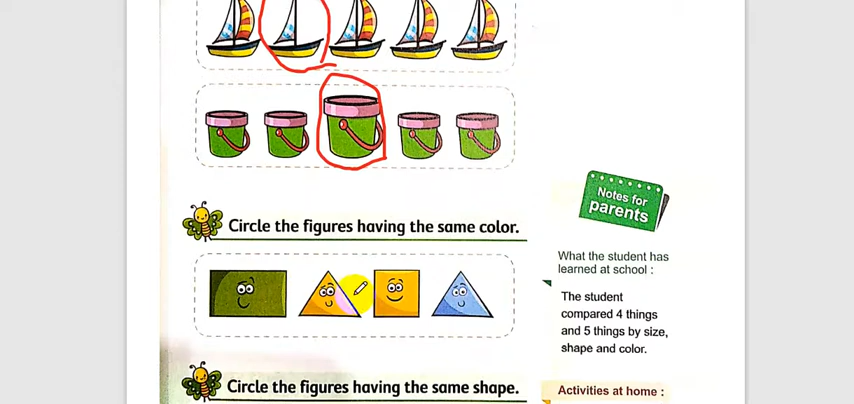 Notes for
parents
Circle the figures having the same color.
What the student has
learned at school :
The student
compared 4 things
and 5 things by size,
shape and color.
Circle the figures having the same shape.
Activities at home :